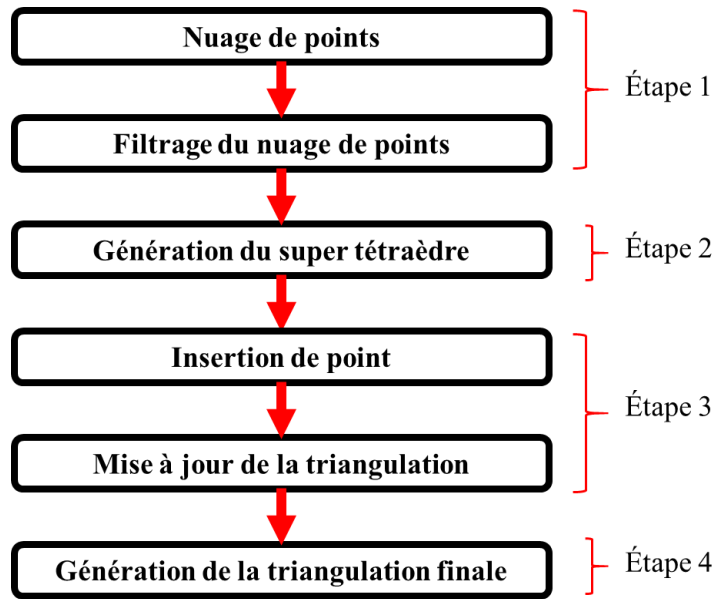 Nuage de points
Étape 1
Filtrage du nuage de points
Génération du super tétraèdre
Étape 2
Insertion de point
Étape 3
Mise à jour de la triangulation
Génération de la triangulation finale
Étape 4